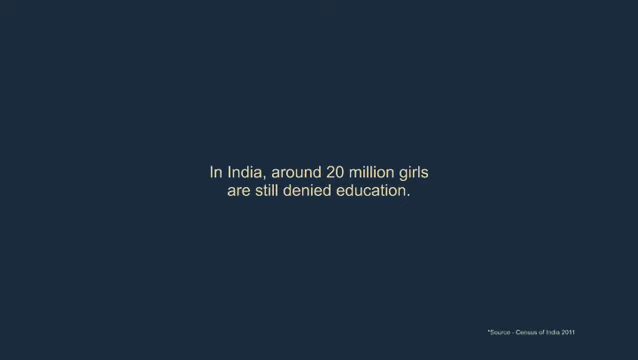 In India, around 20 million girls
are still denied education.
*Source - Census of India 2011